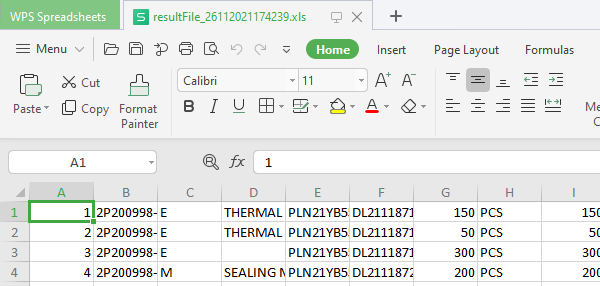 WPS Spreadsheets
S resultFile_26112021174239.xls
Home Insert Page Layout Formulas
Paste Cut Copy Format Painter
Calibri 11 A+ A-
B I U A
A1 fx 1
A B C D E F G H I
1 1 2P200998- E THERMAL PLN21YB5 DL2111871 150 PCS 150
2 2 2P200998- E THERMAL PLN21YB5 DL2111871 50 PCS 50
3 3 2P200998- E PLN21YB5 DL2111871 300 PCS 300
4 4 2P200998- M SEALING M PLN21YB5 DL2111872 200 PCS 200